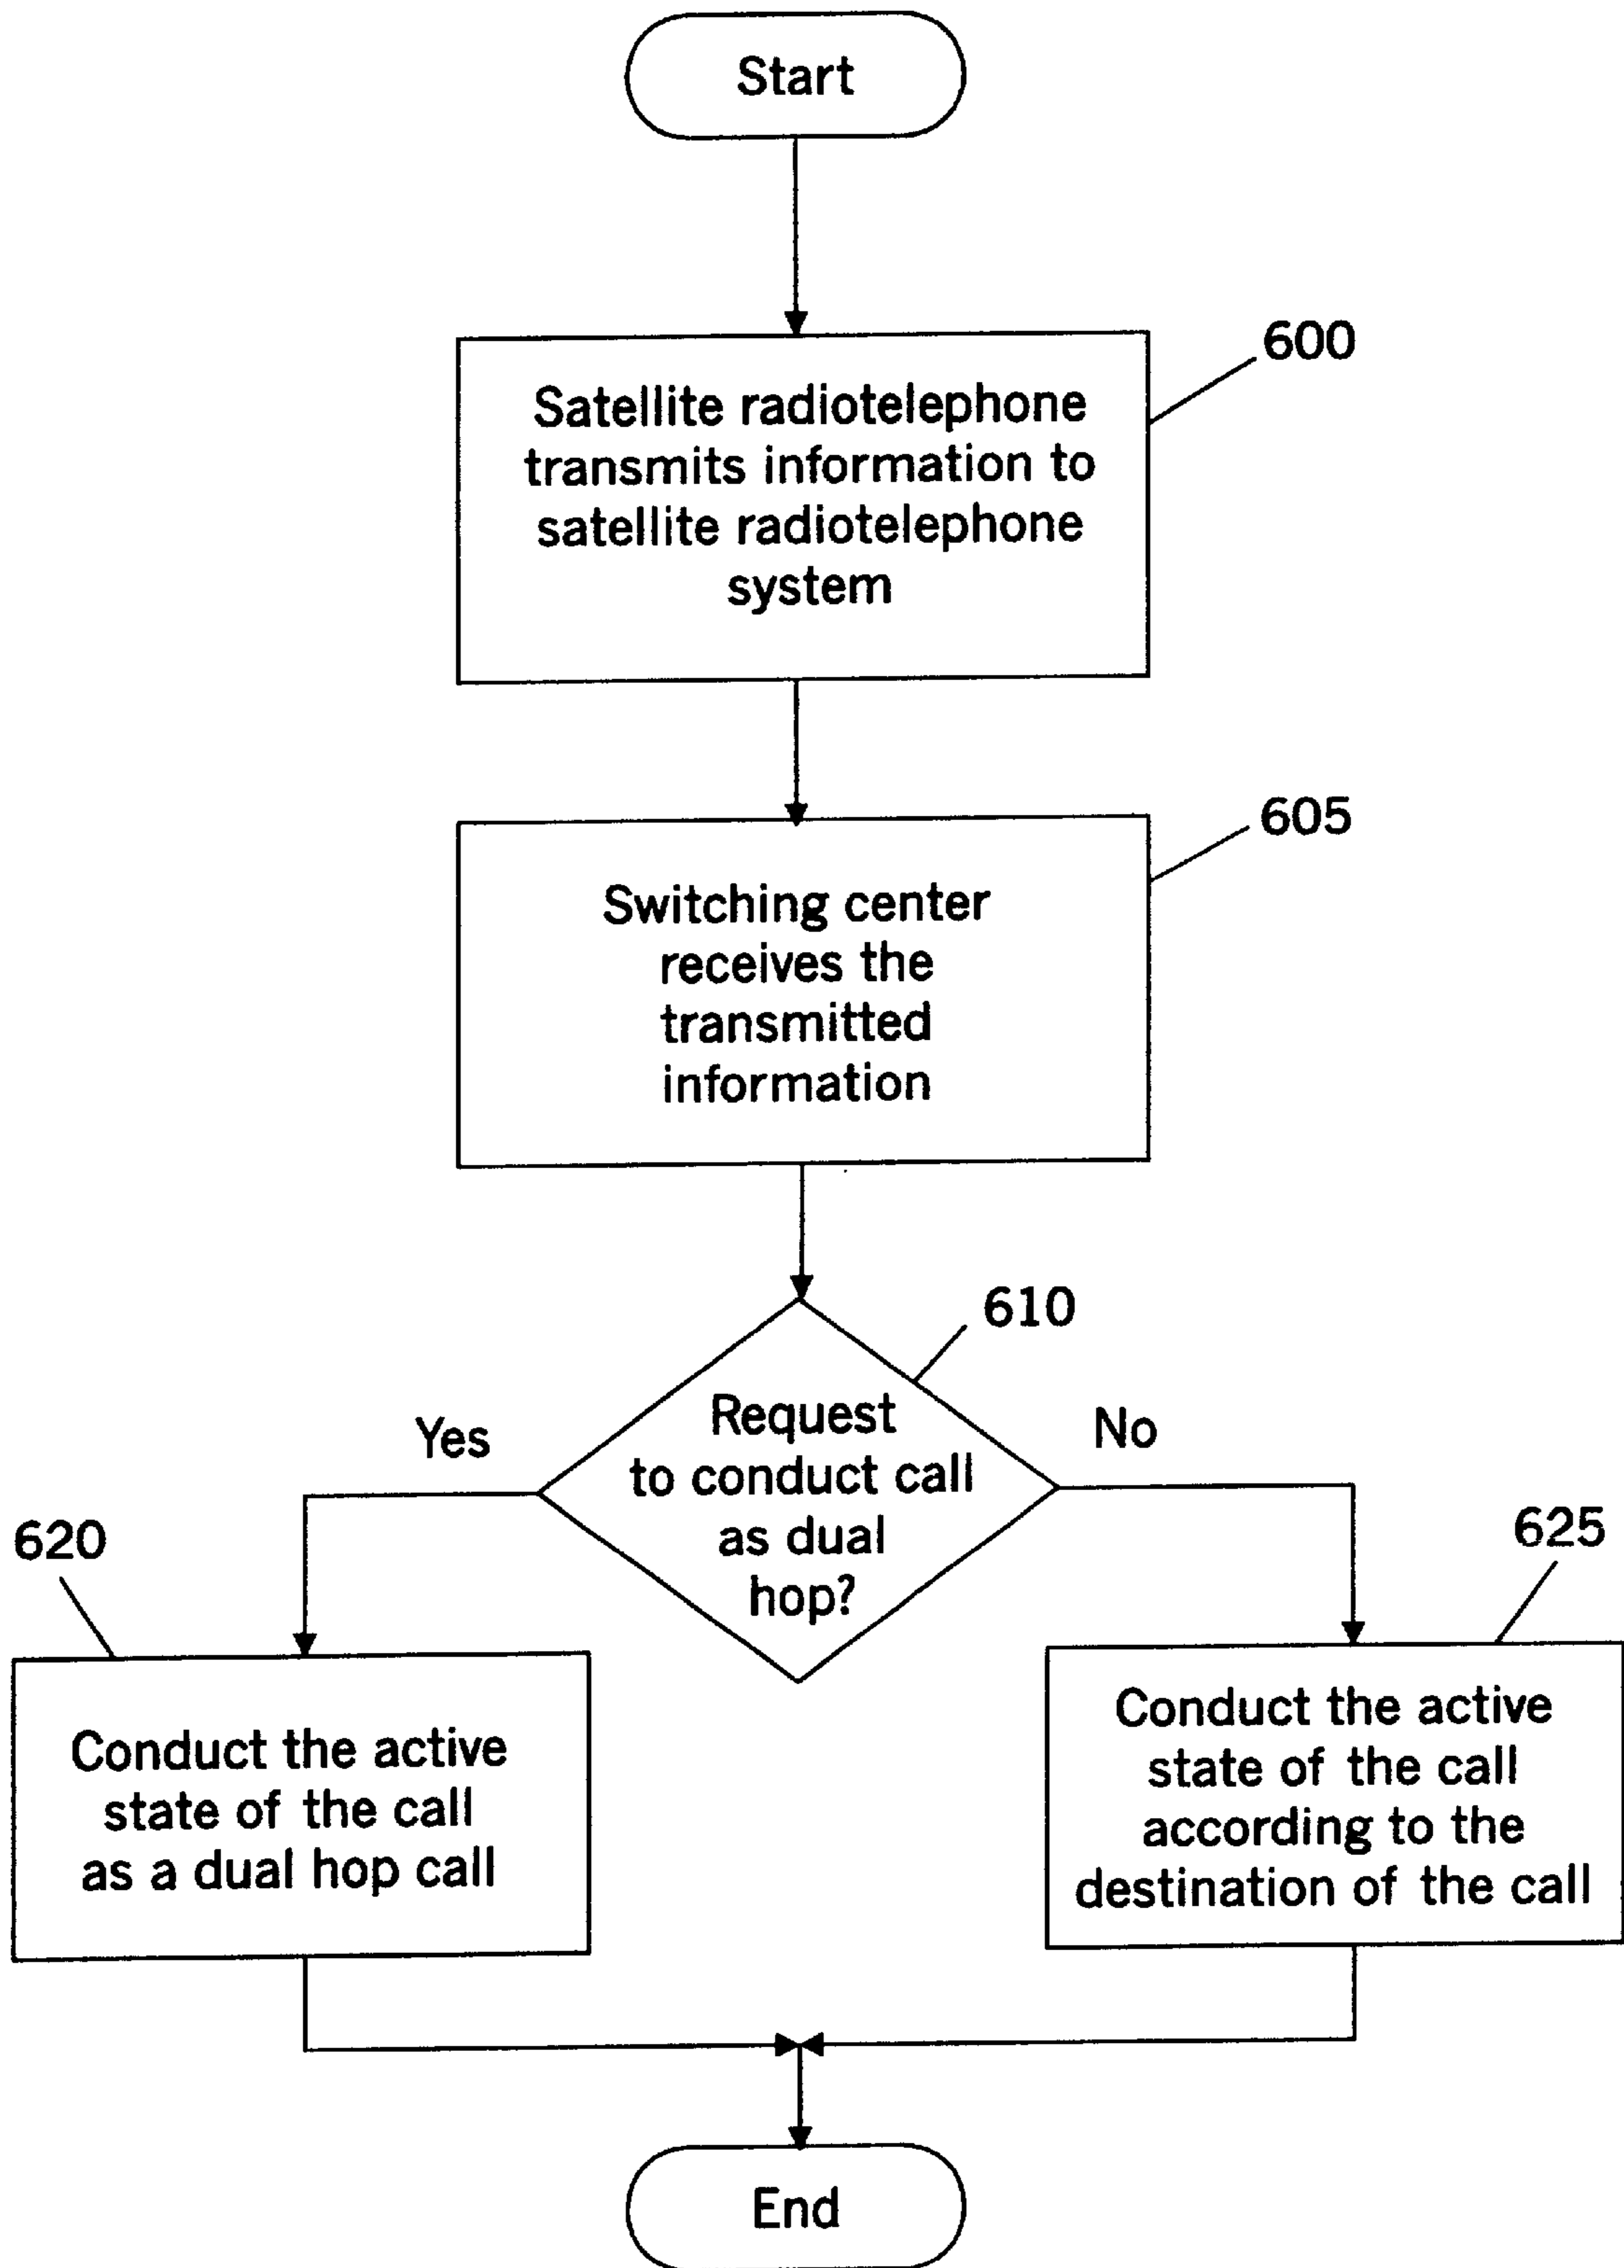 Start
600
Satellite radiotelephone
transmits information to
satellite radiotelephone
system
605
Switching center
receives the
transmitted
information
610
Request
to conduct call
as dual
hop?
Yes
No
620
625
Conduct the active
state of the call
as a dual hop call
Conduct the active
state of the call
according to the
destination of the call
End